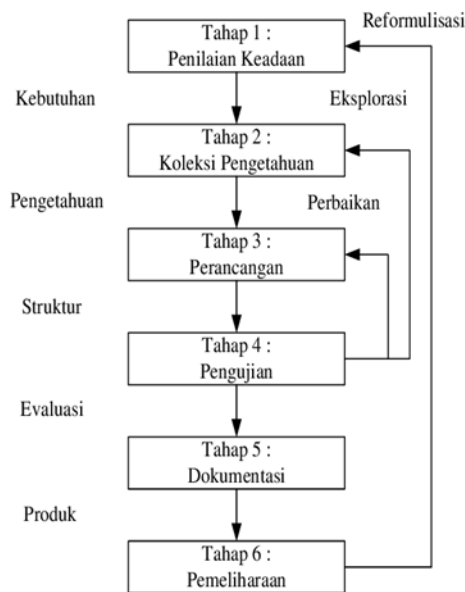 Reformulisasi
Tahap 1 :
Penilaian Keadaan
Kebutuhan
Eksplorasi
Tahap 2 :
Koleksi Pengetahuan
Pengetahuan
Perbaikan
Tahap 3 :
Perancangan
Struktur
Tahap 4 :
Pengujian
Evaluasi
Tahap 5 :
Dokumentasi
Produk
Tahap 6 :
Pemeliharaan